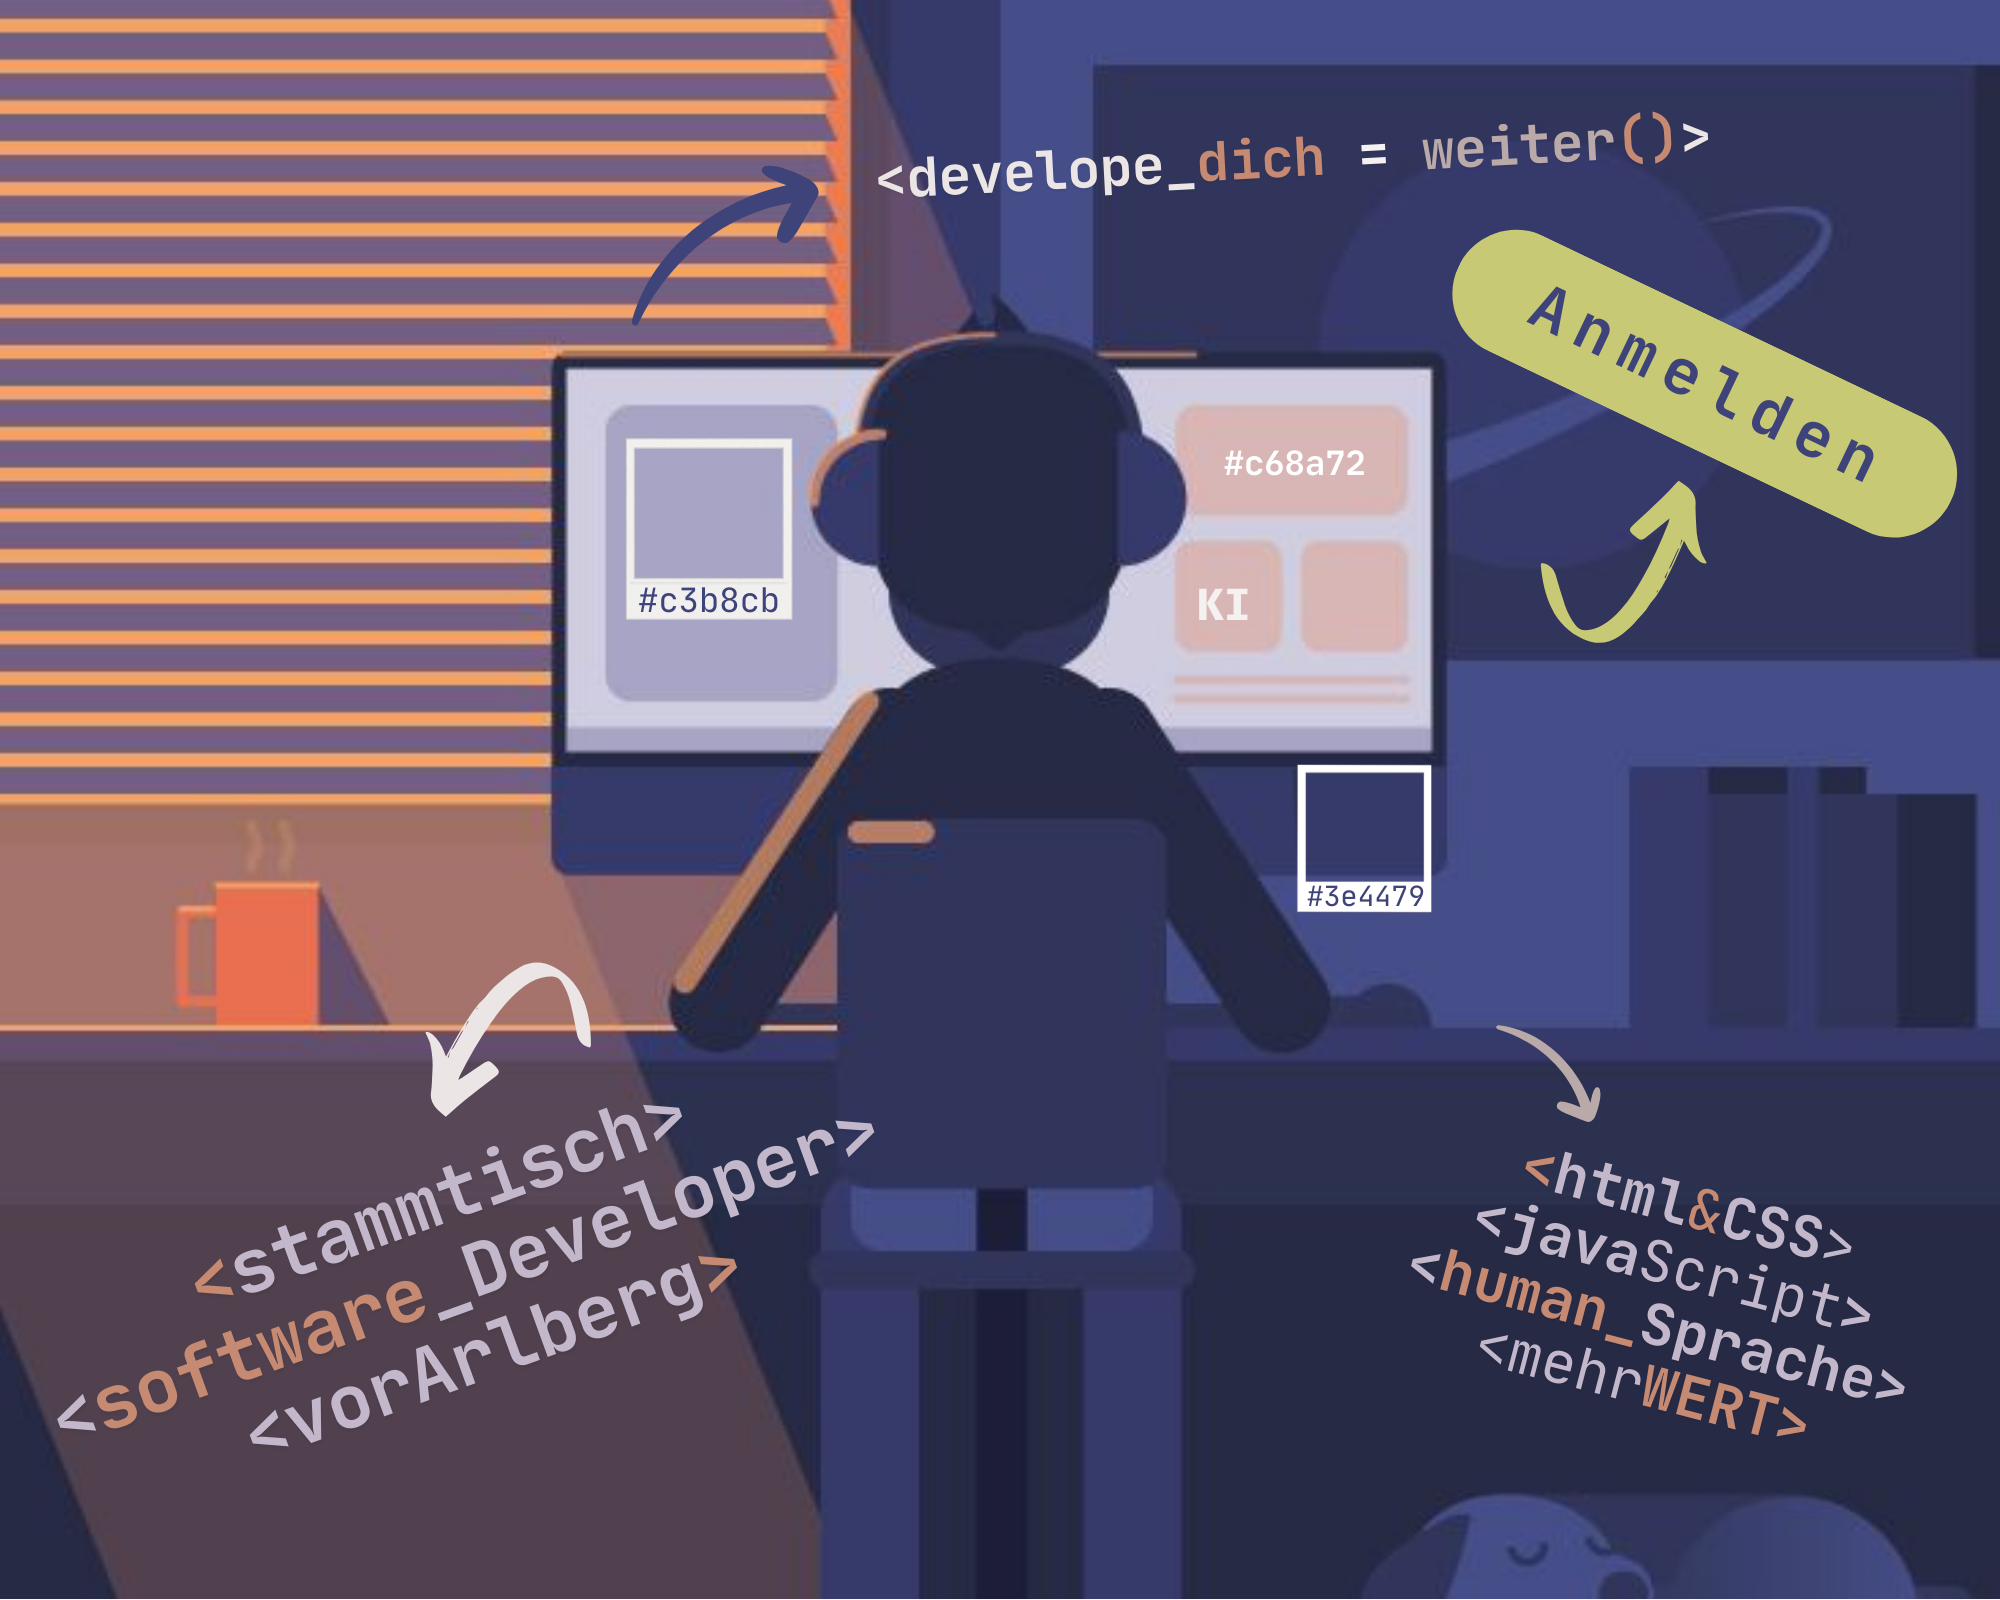 <develope_dich = weiter()>
Anmelden
#c68a72
#c3b8cb
KI
#3e4479
<stammtisch>
<software_Developer>
<vorArlberg>
<html&CSS>
<javaScript>
<human_Sprache>
<mehrWERT>